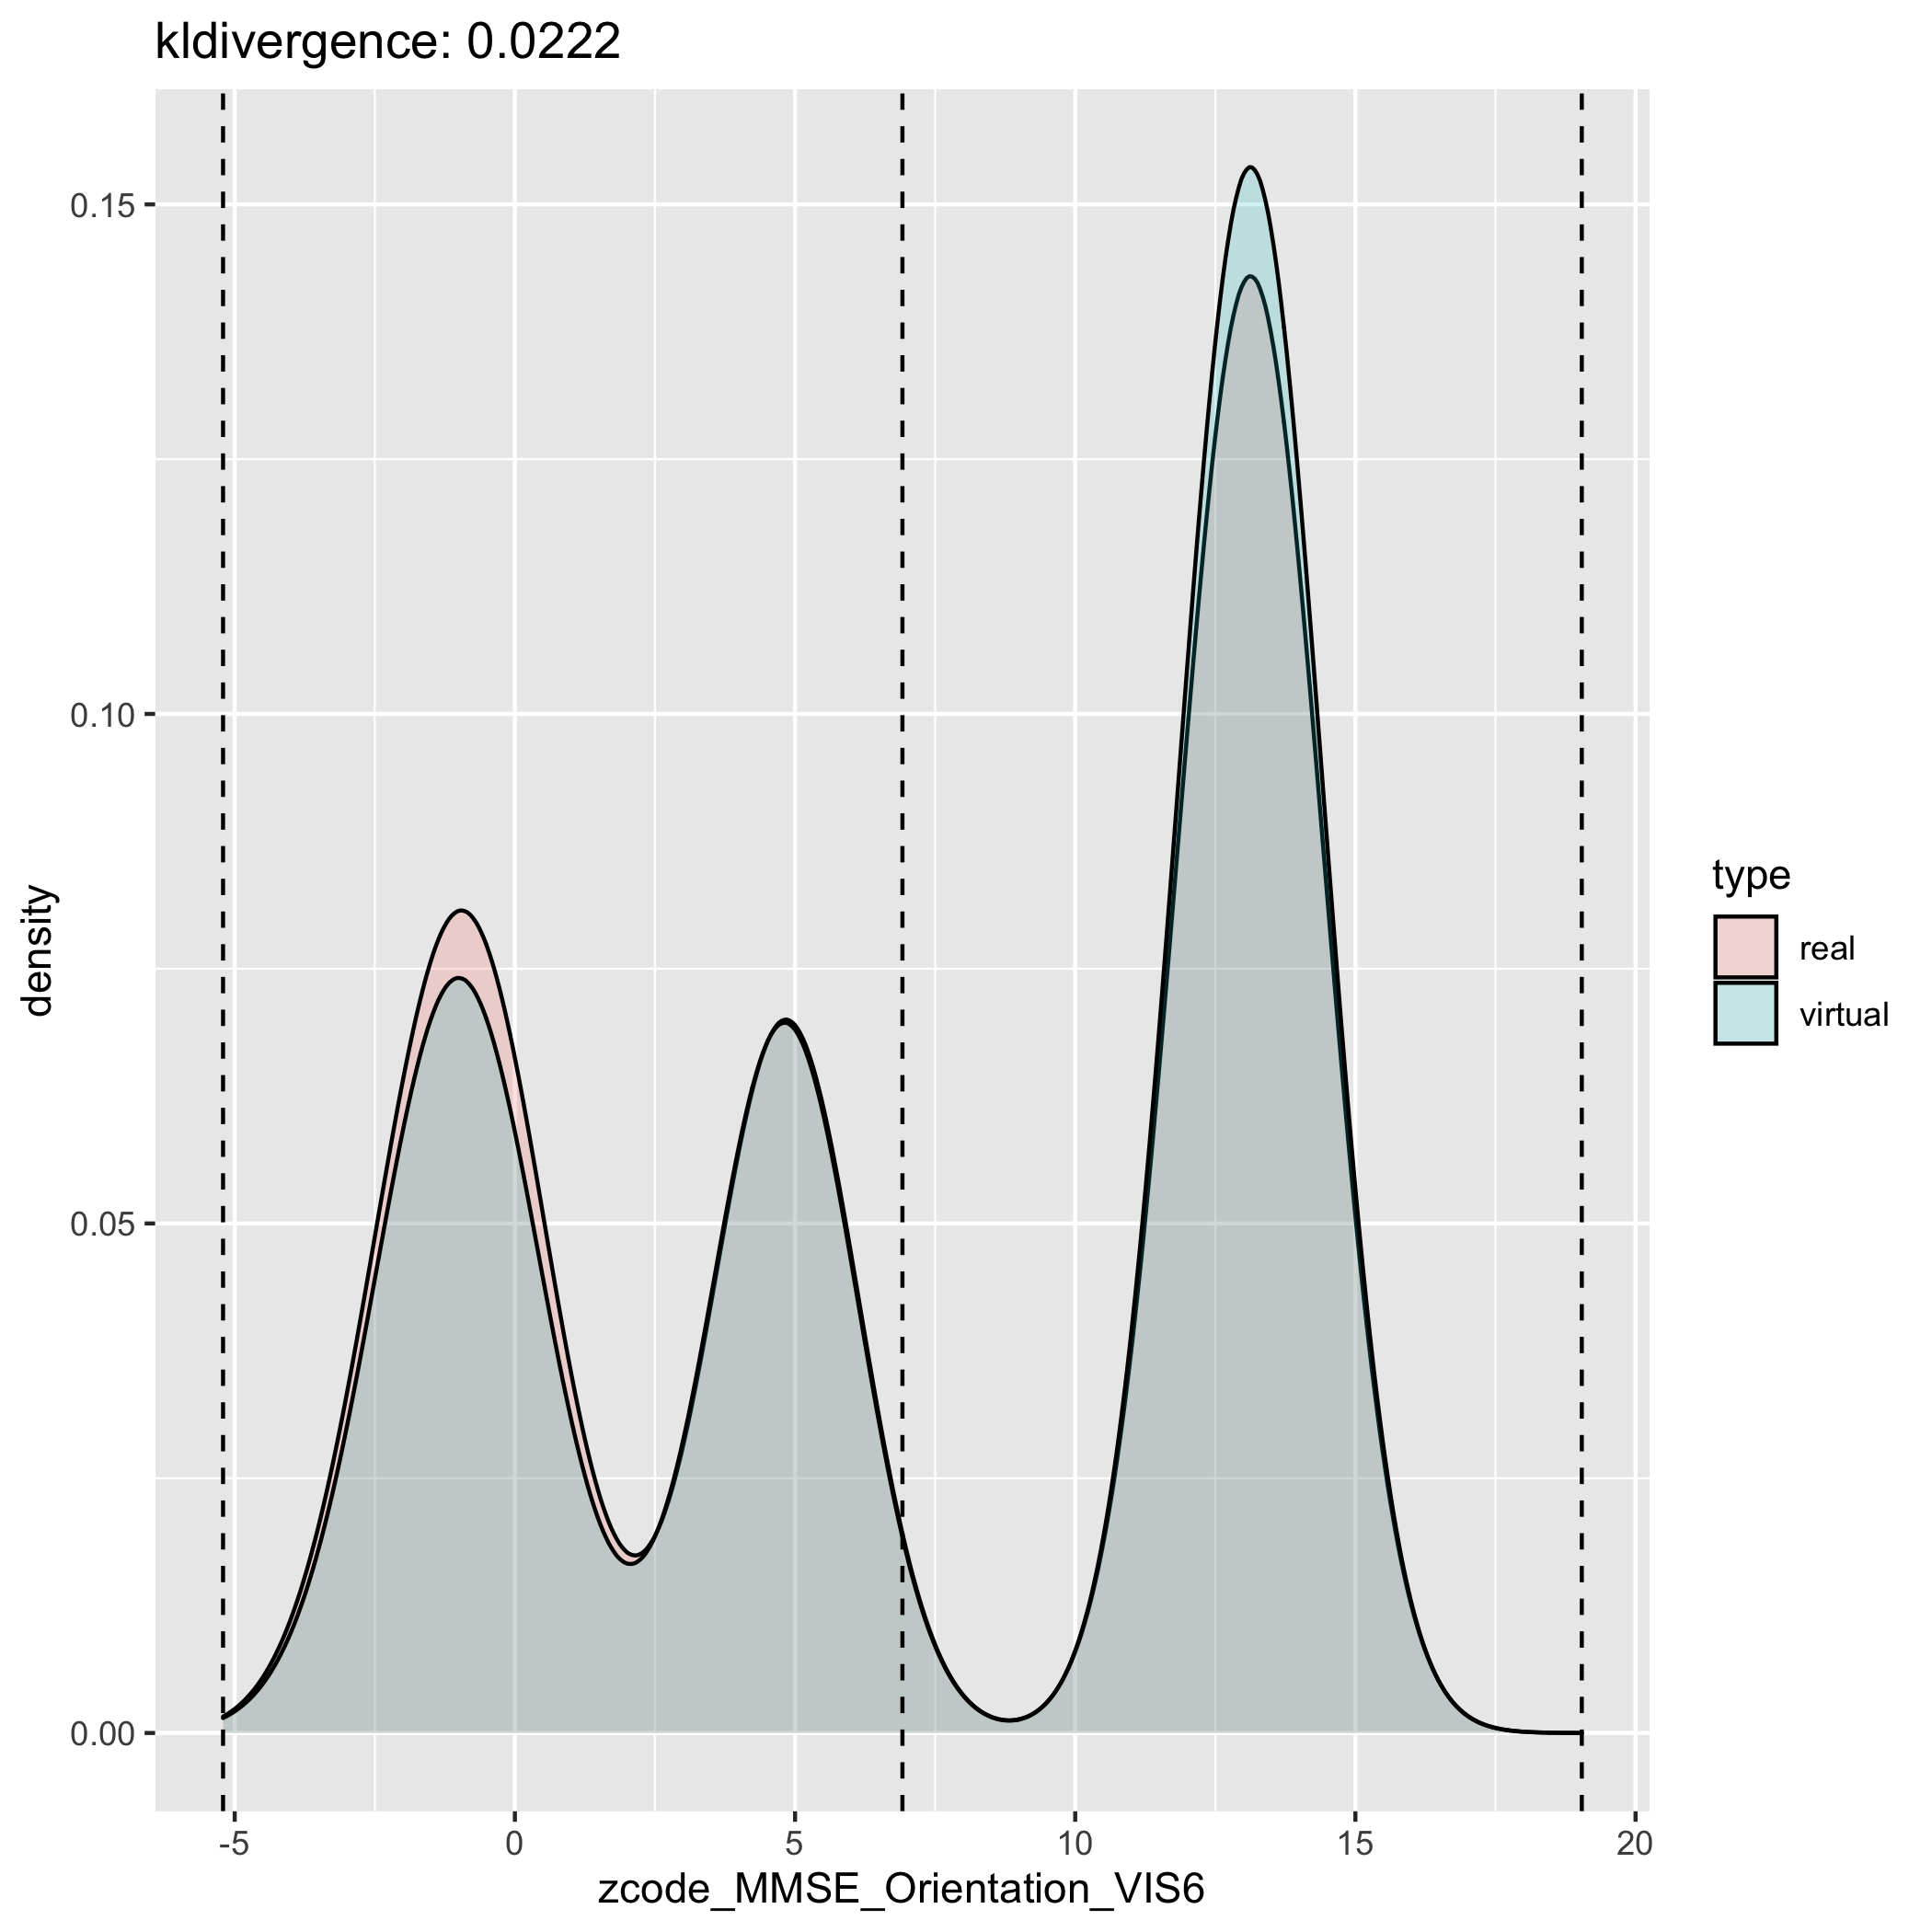 kldivergence: 0.0222
0.15
0.10
0.05
0.00
density
-5
0
5
10
15
20
zcode_MMSE_Orientation_VIS6
type
real
virtual